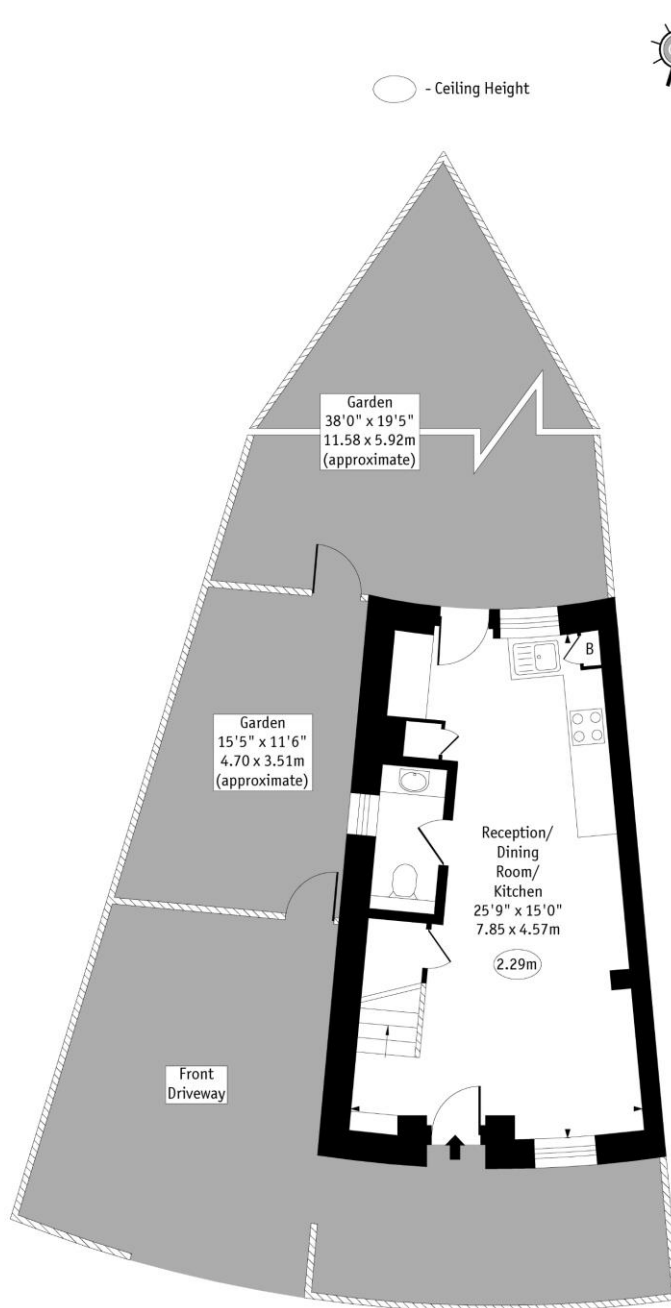 - Ceiling Height
Garden
38'0" x 19'5"
11.58 x 5.92m
(approximate)
B
Garden
15'5" x 11'6"
4.70 x 3.51m
(approximate)
Reception/
Dining
Room/
Kitchen
25'9" x 15'0"
7.85 x 4.57m
2.29m
Front
Driveway